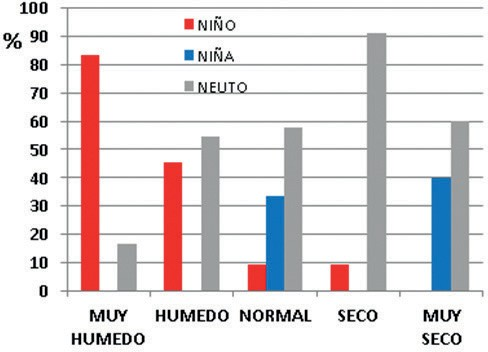 100
90
80
70
60
50
40
30
20
10
0
%
NIÑO
NIÑA
NEUTO
MUY HUMEDO
HUMEDO
NORMAL
SECO
MUY SECO